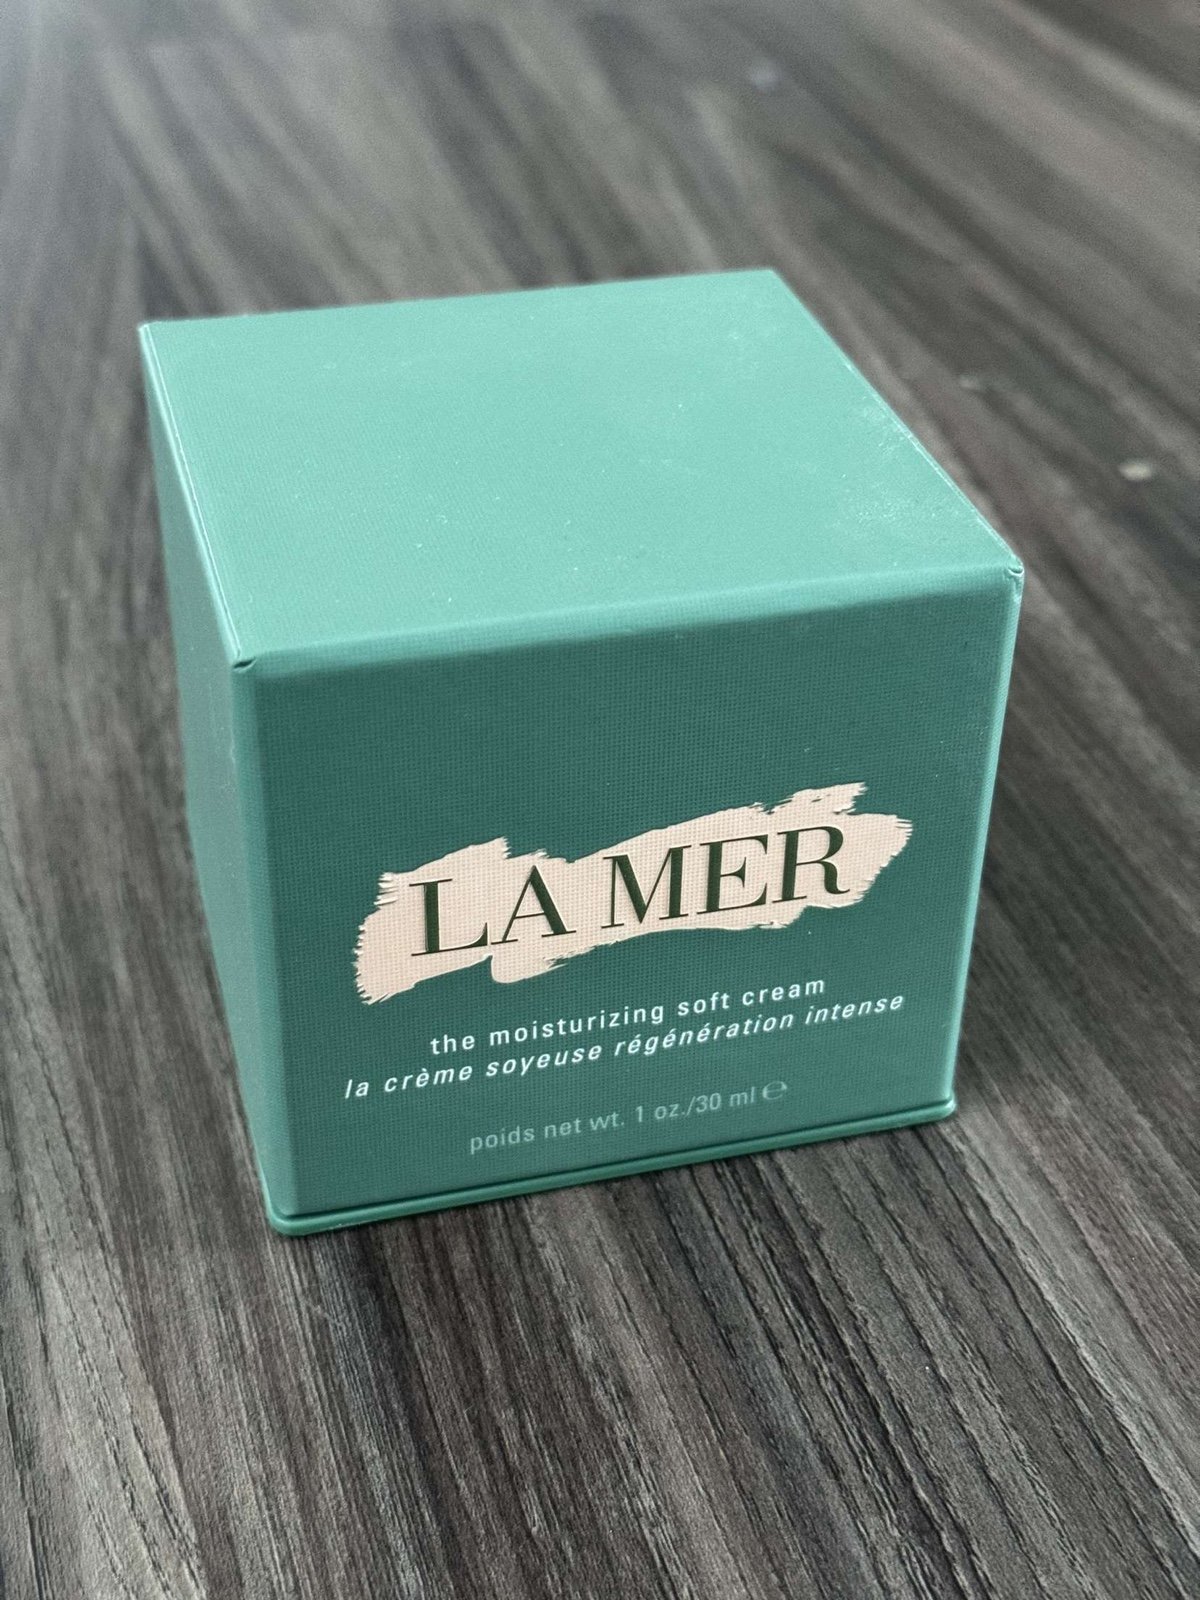 LA MER
the moisturizing soft cream
la crème soyeuse régénération intense
poids net wt. 1 oz./30 ml ℮